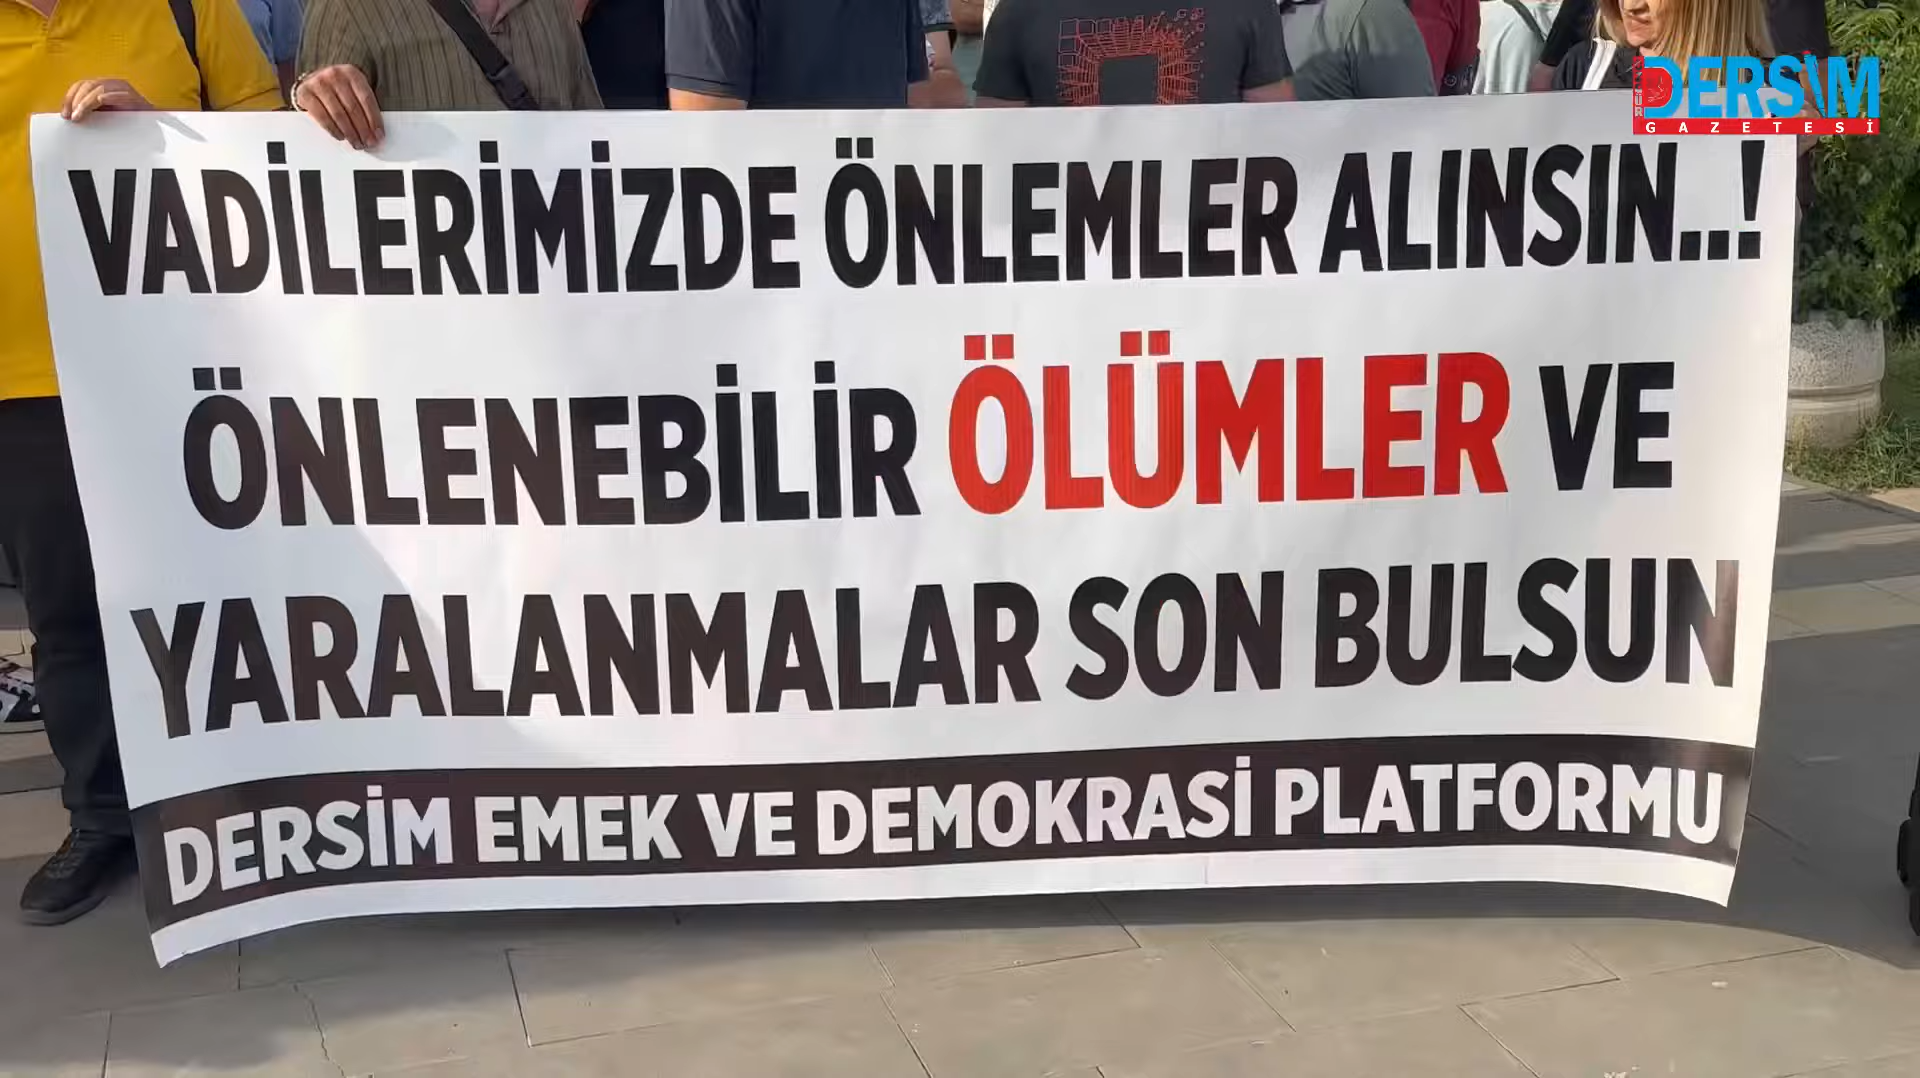 DERSİM
GAZETESİ
VADİLERİMİZDE ÖNLEMLER ALINSIN..!
ÖNLENEBİLİR ÖLÜMLER VE
YARALANMALAR SON BULSUN
DERSİM EMEK VE DEMOKRASİ PLATFORMU